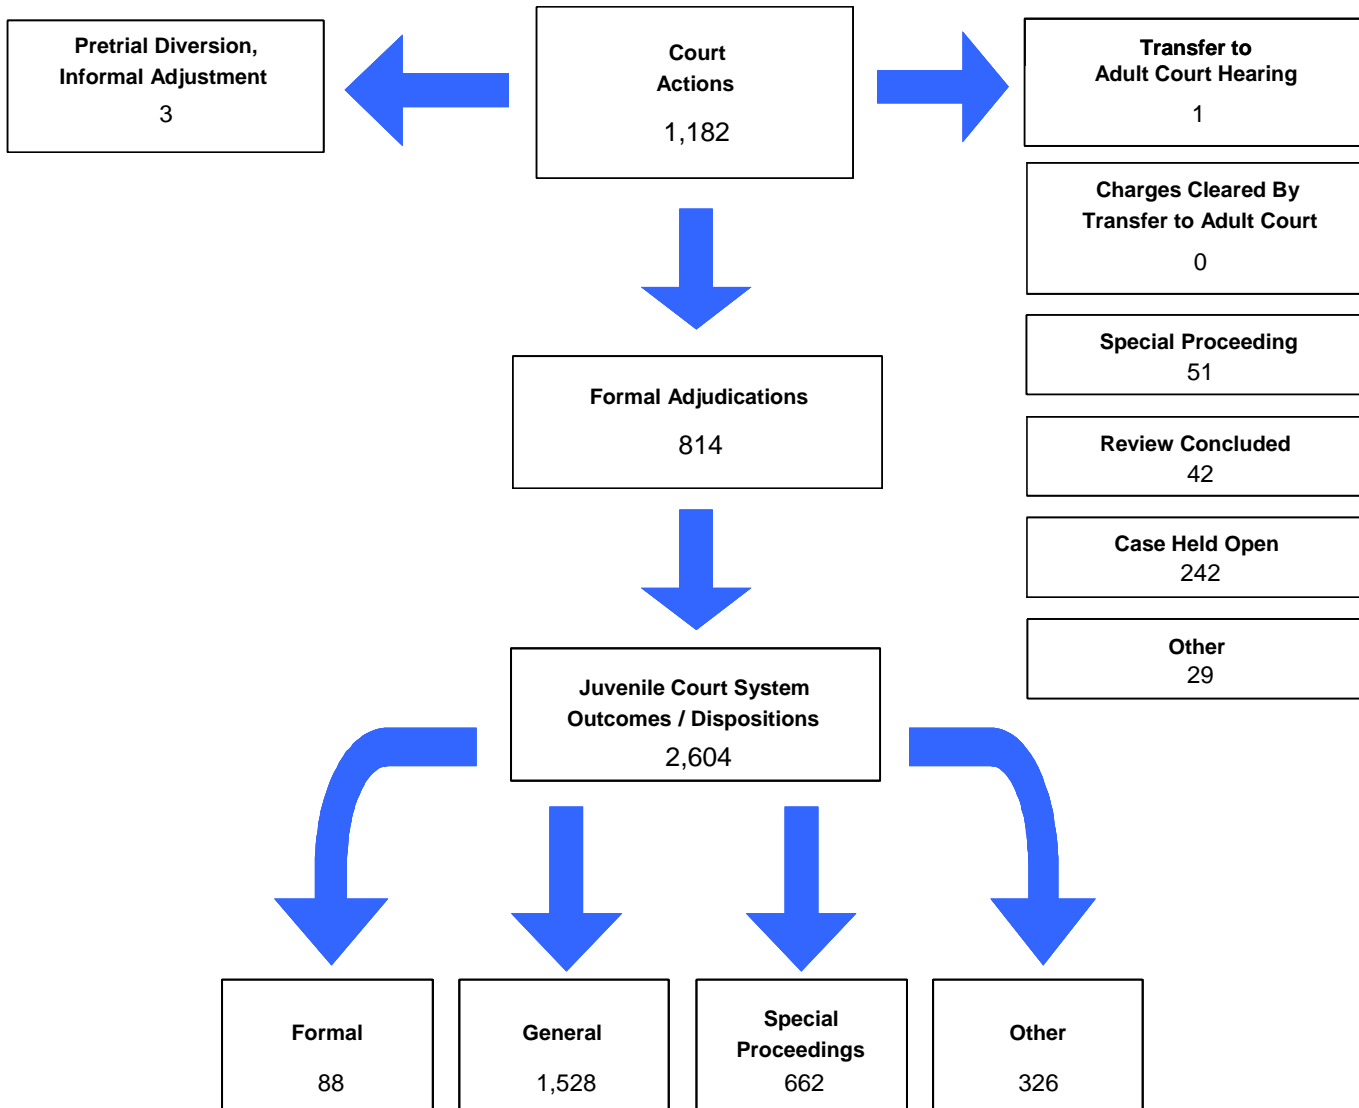 Pretrial Diversion,
Informal Adjustment
3
Court
Actions
1,182
Transfer to
Adult Court Hearing
1
Charges Cleared By
Transfer to Adult Court
0
Special Proceeding
51
Review Concluded
42
Case Held Open
242
Other
29
Formal Adjudications
814
Juvenile Court System
Outcomes / Dispositions
2,604
Formal
88
General
1,528
Special
Proceedings
662
Other
326